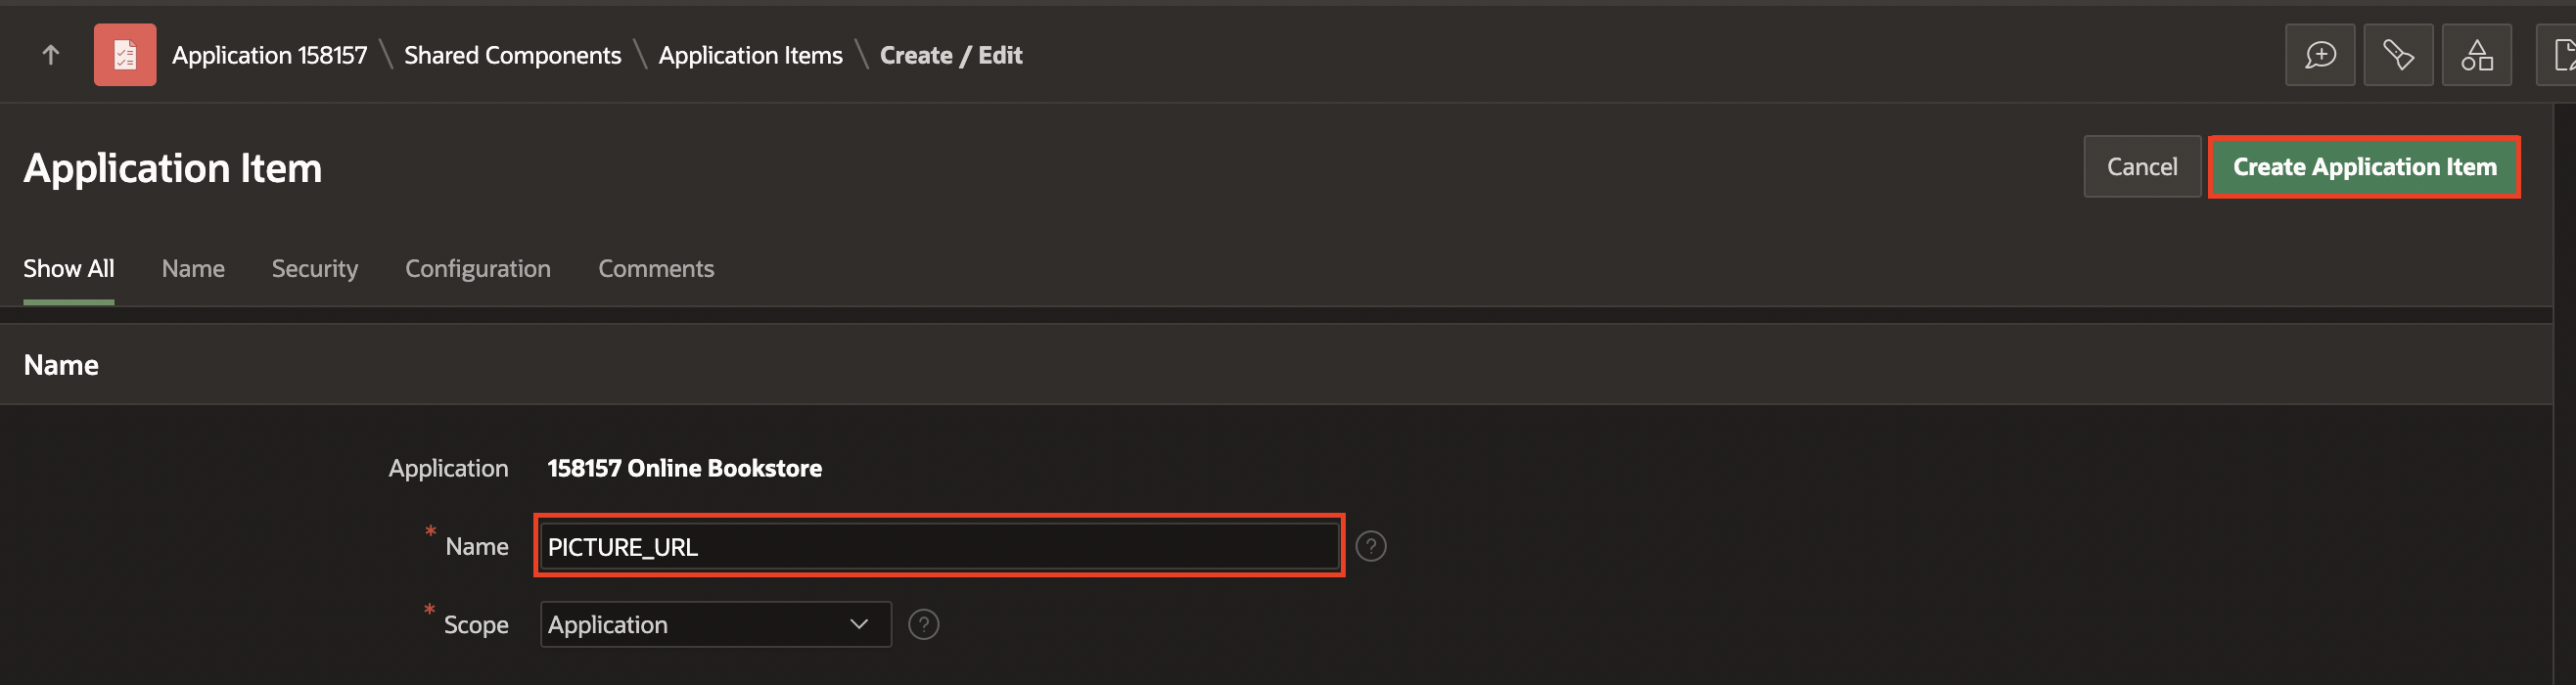 Application 158157 \ Shared Components \ Application Items \ Create / Edit
Application Item
Cancel
Create Application Item
Show All Name Security Configuration Comments
Name
Application 158157 Online Bookstore
* Name PICTURE_URL ?
* Scope Application ?